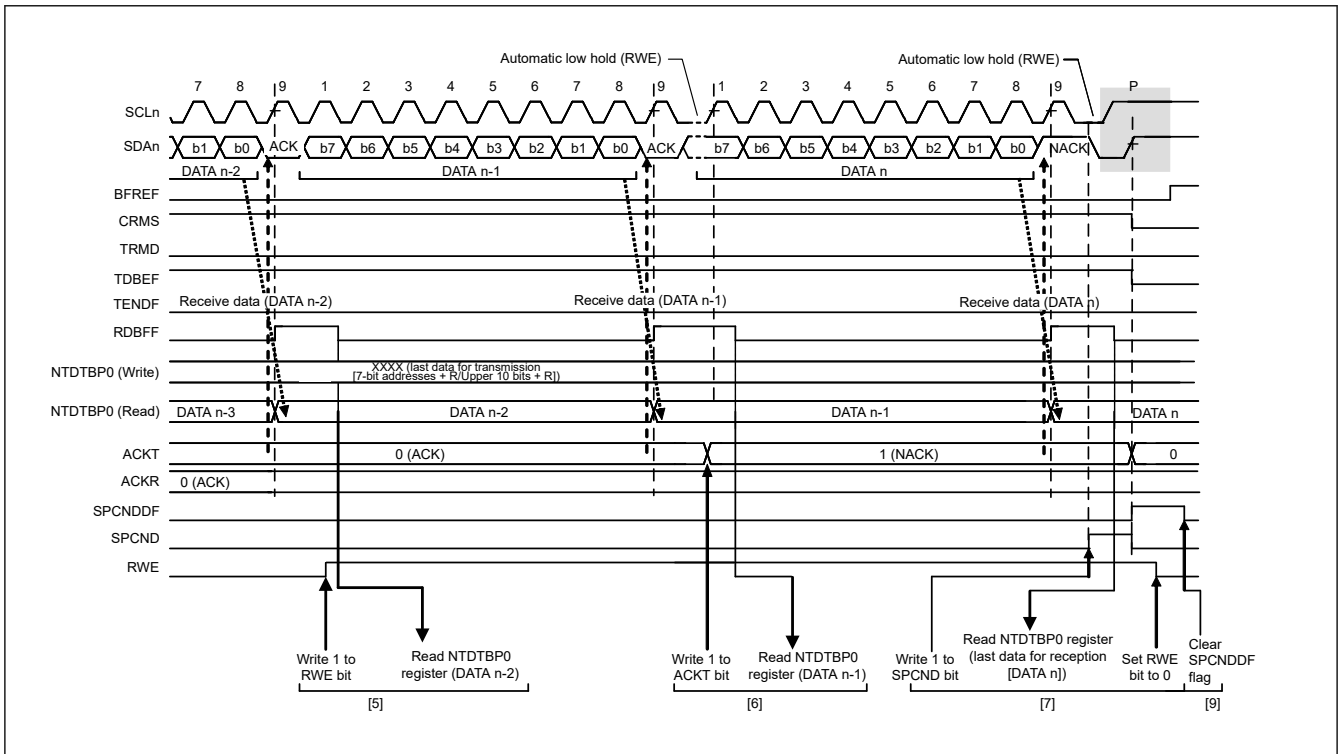 Automatic low hold (RWE)
Automatic low hold (RWE)
7 8 9 1 2 3 4 5 6 7 8 9 1 2 3 4 5 6 7 8 9 P
SCLn
SDAn b1 b0 ACK b7 b6 b5 b4 b3 b2 b1 b0 ACK b7 b6 b5 b4 b3 b2 b1 b0 NACK
DATA n-2 DATA n-1 DATA n
BFREF
CRMS
TRMD
TDBEF
TENDF Receive data (DATA n-2) Receive data (DATA n-1) Receive data (DATA n)
RDBFF
NTDTBP0 (Write) XXXX (last data for transmission
[7-bit addresses + R/Upper 10 bits + R])
NTDTBP0 (Read) DATA n-3 DATA n-2 DATA n-1 DATA n
ACKT 0 (ACK) 1 (NACK) 0
ACKR 0 (ACK)
SPCNDDF
SPCND
RWE
Write 1 to
RWE bit
Read NTDTBP0
register (DATA n-2)
[5]
Write 1 to
ACKT bit
Read NTDTBP0
register (DATA n-1)
[6]
Write 1 to
SPCND bit
Read NTDTBP0 register
(last data for reception
[DATA n])
Set RWE
bit to 0
[7]
Clear
SPCNDDF
flag
[9]